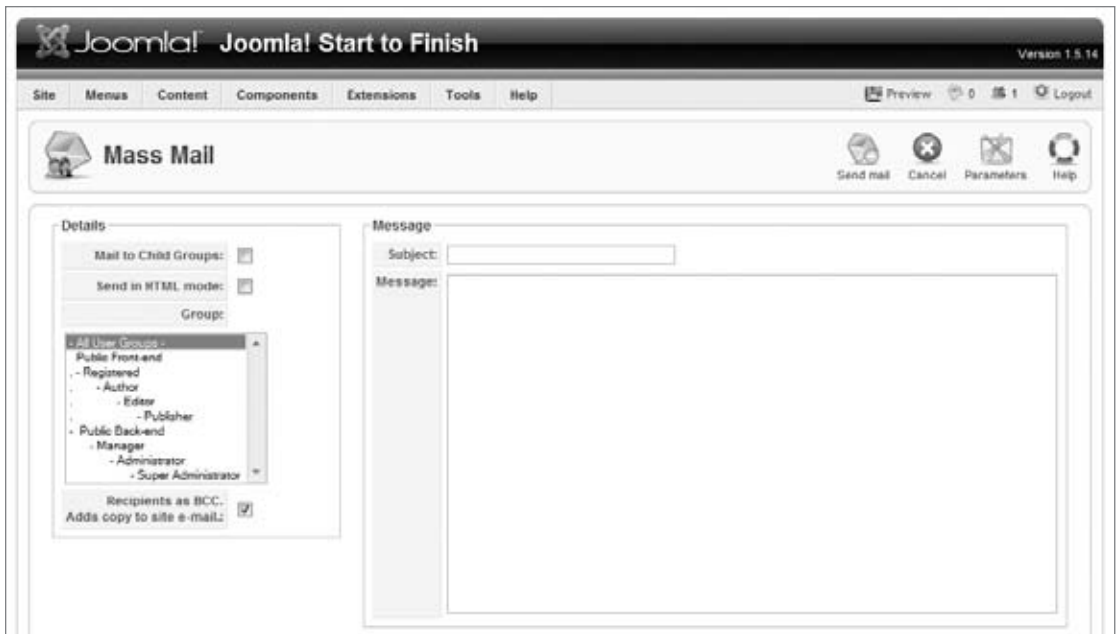 Joomla! Joomla! Start to Finish
Version 1.5.14
Site Menus Content Components Extensions Tools Help Preview 0 1 Logout
Mass Mail
Send mail Cancel Parameters Help
Details
Mail to Child Groups:
Send in HTML mode:
Group:
- All User Groups -
Public Front-end
. - Registered
. - Author
. - Editor
. - Publisher
- Public Back-end
- Manager
- Administrator
- Super Administrator
Recipients as BCC.
Adds copy to site e-mail.:
Message
Subject:
Message: